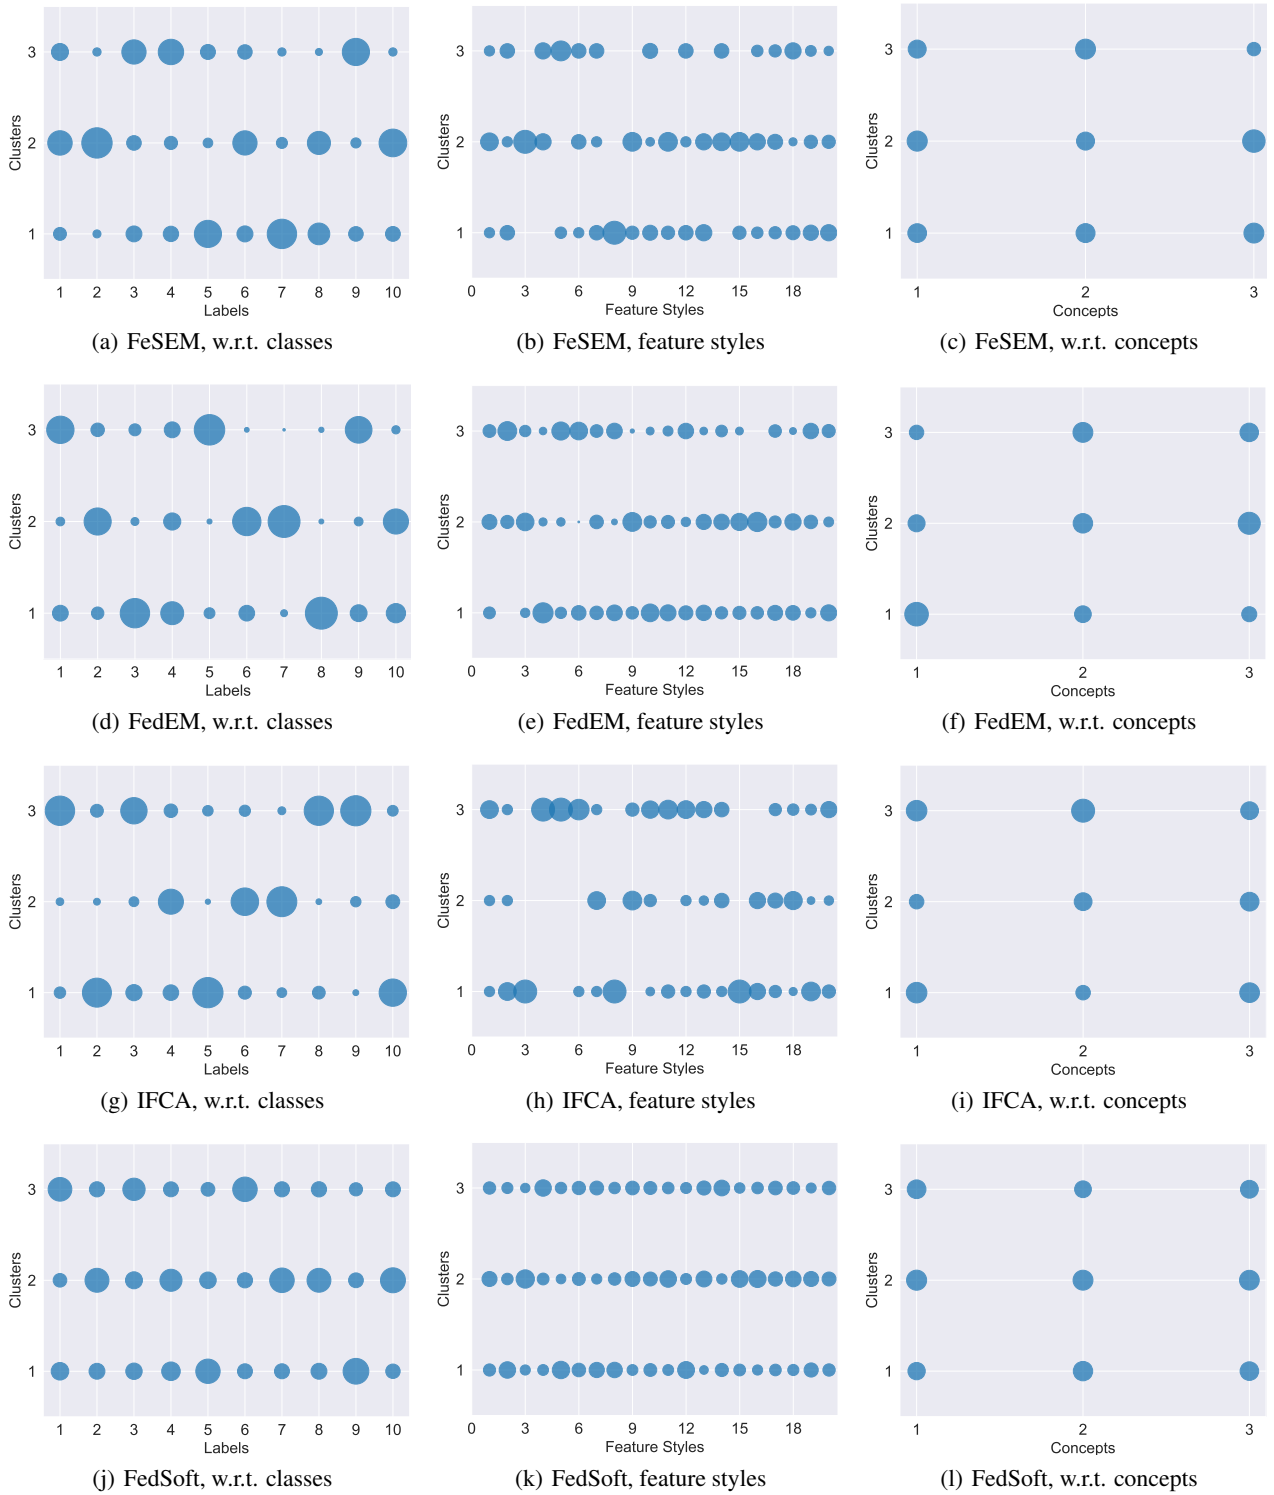 3
2
1
Clusters
1 2 3 4 5 6 7 8 9 10
Labels
(a) FeSEM, w.r.t. classes
3
2
1
Clusters
0 3 6 9 12 15 18
Feature Styles
(b) FeSEM, feature styles
3
2
1
Clusters
1 2 3
Concepts
(c) FeSEM, w.r.t. concepts
3
2
1
Clusters
1 2 3 4 5 6 7 8 9 10
Labels
(d) FedEM, w.r.t. classes
3
2
1
Clusters
0 3 6 9 12 15 18
Feature Styles
(e) FedEM, feature styles
3
2
1
Clusters
1 2 3
Concepts
(f) FedEM, w.r.t. concepts
3
2
1
Clusters
1 2 3 4 5 6 7 8 9 10
Labels
(g) IFCA, w.r.t. classes
3
2
1
Clusters
0 3 6 9 12 15 18
Feature Styles
(h) IFCA, feature styles
3
2
1
Clusters
1 2 3
Concepts
(i) IFCA, w.r.t. concepts
3
2
1
Clusters
1 2 3 4 5 6 7 8 9 10
Labels
(j) FedSoft, w.r.t. classes
3
2
1
Clusters
0 3 6 9 12 15 18
Feature Styles
(k) FedSoft, feature styles
3
2
1
Clusters
1 2 3
Concepts
(l) FedSoft, w.r.t. concepts